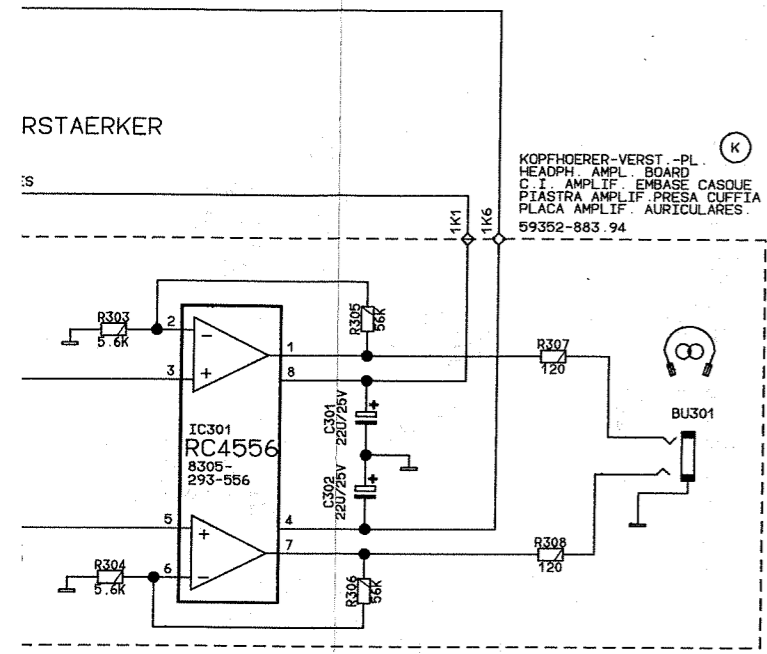 RSTAERKER
K
KOPFHOERER-VERST.-PL.
HEADPH. AMPL. BOARD
C.I. AMPLIF. EMBASE CASQUE
PIASTRA AMPLIF.PRESA CUFFIA
PLACA AMPLIF. AURICULARES.
59352-883.94
ES
1K1
1K6
R303
5.6K
2
R305
56K
1
R307
120
3
8
BU301
C301
22U/25V
+
IC301
RC4556
8305-
293-556
C302
22U/25V
+
5
4
7
R308
120
R304
5.6K
6
R306
56K
−
+
+
−